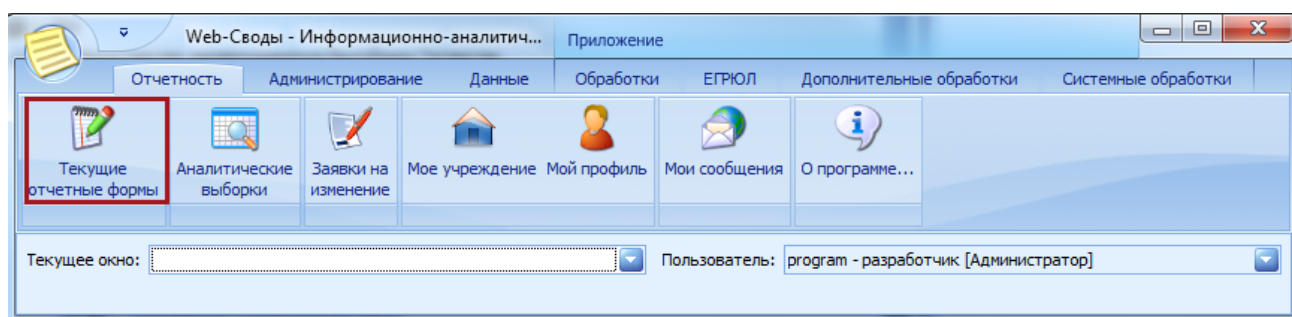 Web-Своды - Информационно-аналитич... Приложение
Отчетность Администрирование Данные Обработки ЕГРЮЛ Дополнительные обработки Системные обработки
Текущие отчетные формы
Аналитические выборки
Заявки на изменение
Мое учреждение
Мой профиль
Мои сообщения
О программе...
Текущее окно: Пользователь: program - разработчик [Администратор]